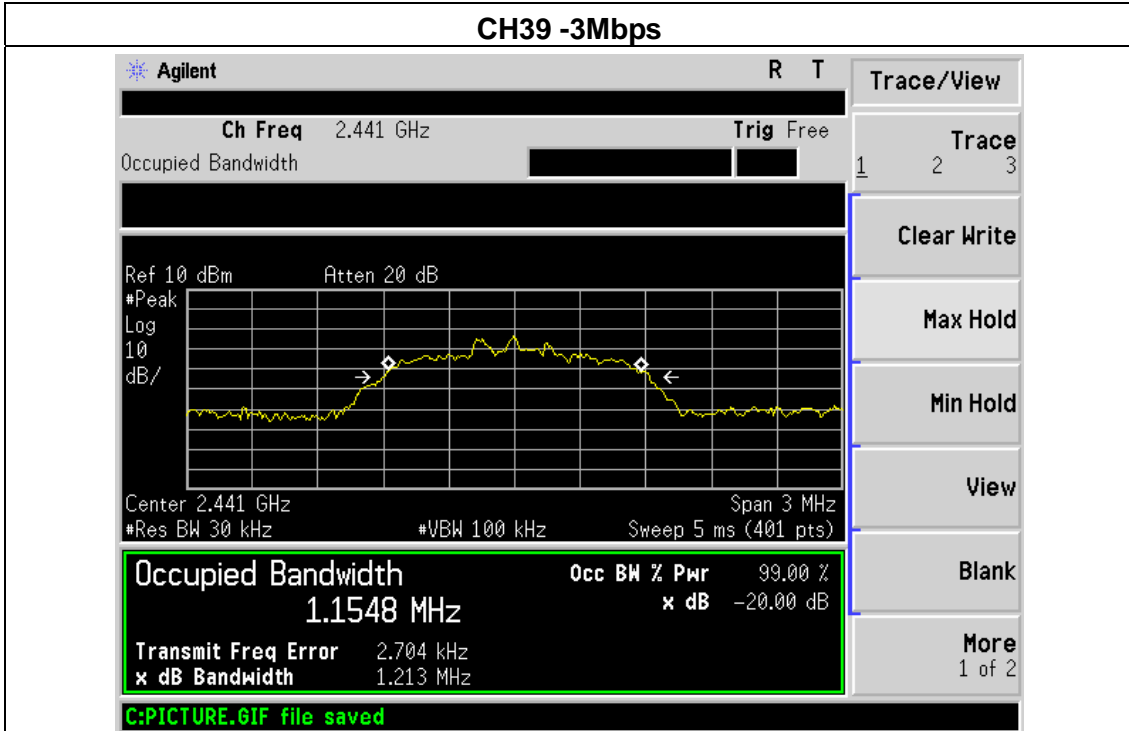 CH39 -3Mbps
Agilent R T
Trace/View
Ch Freq 2.441 GHz Trig Free
Occupied Bandwidth
Trace
1 2 3
Clear Write
Ref 10 dBm Atten 20 dB
#Peak
Log
10
dB/
Max Hold
Min Hold
View
Center 2.441 GHz Span 3 MHz
#Res BW 30 kHz #VBW 100 kHz Sweep 5 ms (401 pts)
Occupied Bandwidth Occ BW % Pwr 99.00 %
1.1548 MHz x dB -20.00 dB
Blank
Transmit Freq Error 2.704 kHz
x dB Bandwidth 1.213 MHz
More
1 of 2
C:PICTURE.GIF file saved